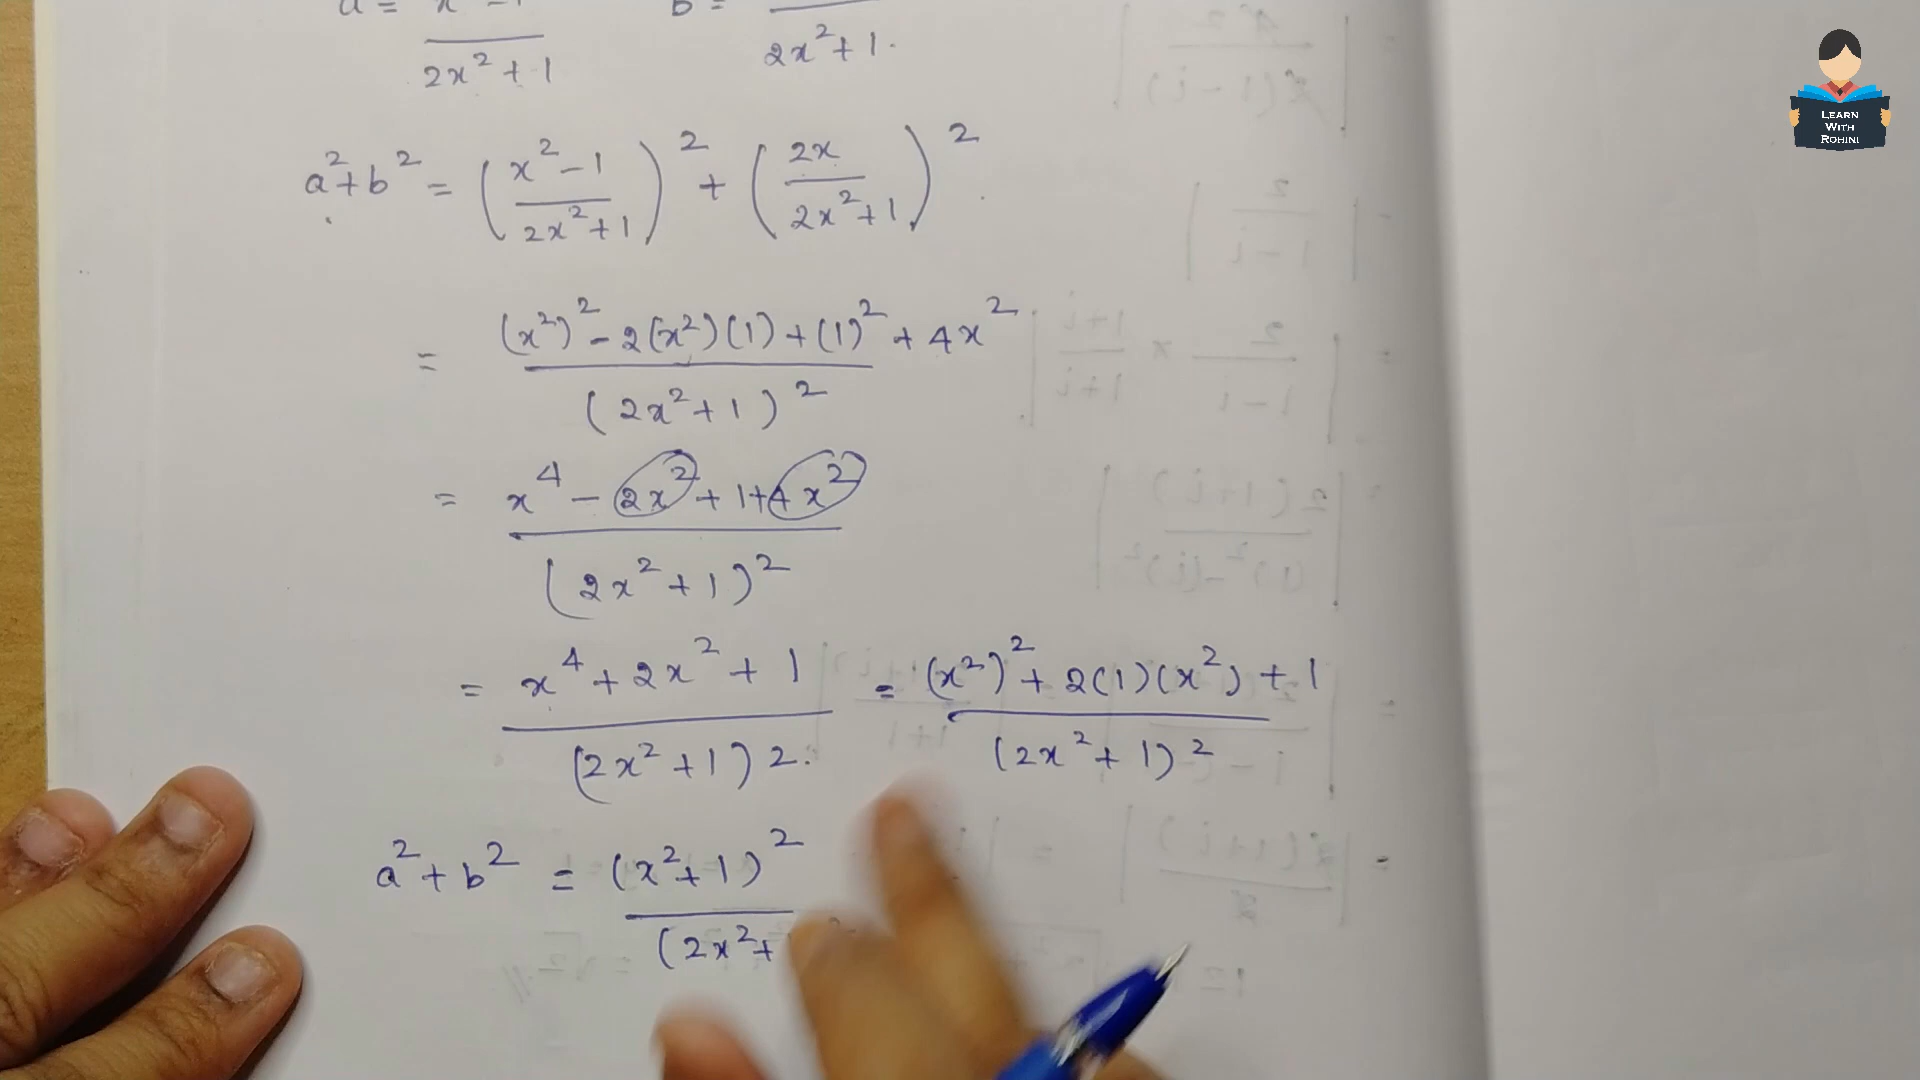 a = x² - 1 / 2x² + 1    b = / 2x² + 1.
a² + b² = (x² - 1 / 2x² + 1)² + (2x / 2x² + 1)²
= (x²)² - 2(x²)(1) + (1)² + 4x² / (2x² + 1)²
= x⁴ - 2x² + 1 + 4x² / (2x² + 1)²
= x⁴ + 2x² + 1 / (2x² + 1)2. = (x²)² + 2(1)(x²) + 1 / (2x² + 1)²
a² + b² = (x² + 1)² / (2x² +
LEARN
WITH
ROHINI